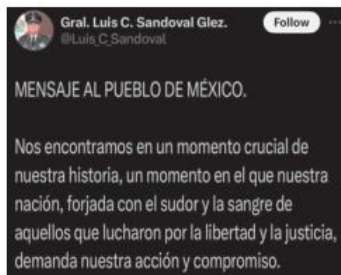 Gral. Luis C. Sandoval Glez.
Follow
@Luis_C_Sandoval
MENSAJE AL PUEBLO DE MÉXICO.
Nos encontramos en un momento crucial de
nuestra historia, un momento en el que nuestra
nación, forjada con el sudor y la sangre de
aquellos que lucharon por la libertad y la justicia,
demanda nuestra acción y compromiso.